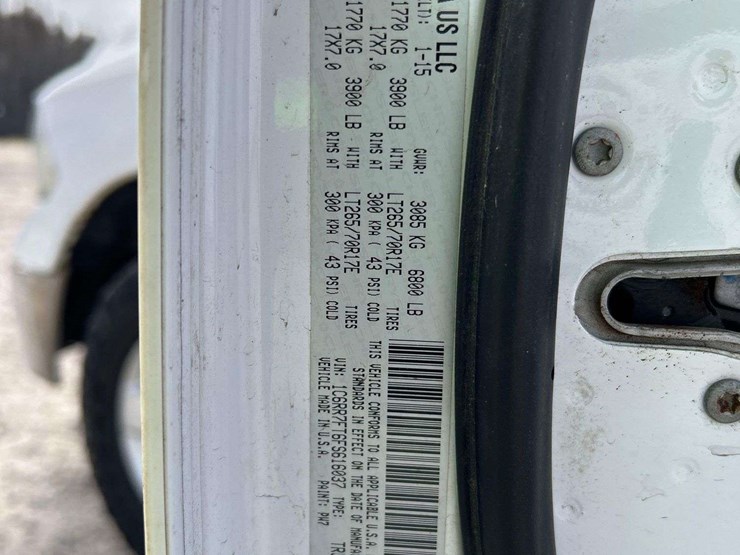 A US LLC
LT): 1-15 GVWR: 3085 KG 6800 LB
1770 KG 3900 LB WITH LT265/70R17E TIRES
17X7.0 RIMS AT 300 KPA ( 43 PSI) COLD
1770 KG 3900 LB WITH LT265/70R17E TIRES
17X7.0 RIMS AT 300 KPA ( 43 PSI) COLD
THIS VEHICLE CONFORMS TO ALL APPLICABLE U.S.A.
STANDARDS IN EFFECT ON THE DATE OF MANUFA
VIN: 1C6RR7FT6FS616037 TYPE: TR
VEHICLE MADE IN U.S.A. PAINT: PW7